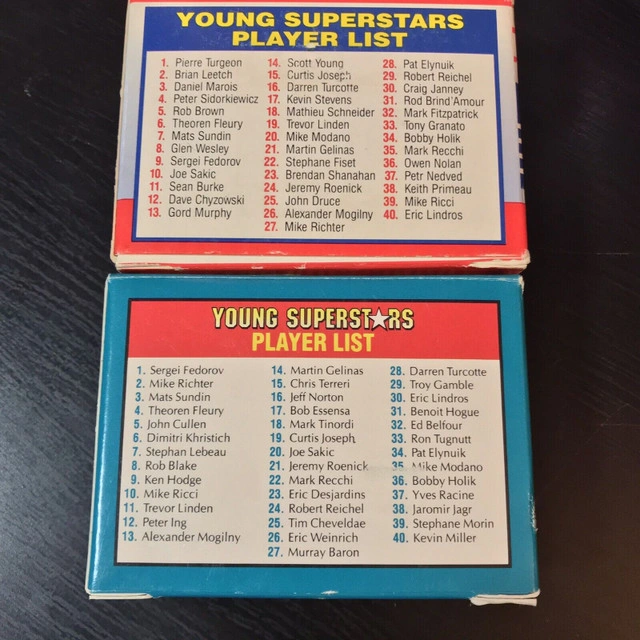 YOUNG SUPERSTARS
PLAYER LIST
1. Pierre Turgeon
2. Brian Leetch
3. Daniel Marois
4. Peter Sidorkiewicz
5. Rob Brown
6. Theoren Fleury
7. Mats Sundin
8. Glen Wesley
9. Sergei Fedorov
10. Joe Sakic
11. Sean Burke
12. Dave Chyzowski
13. Gord Murphy
14. Scott Young
15. Curtis Joseph
16. Darren Turcotte
17. Kevin Stevens
18. Mathieu Schneider
19. Trevor Linden
20. Mike Modano
21. Martin Gelinas
22. Stephane Fiset
23. Brendan Shanahan
24. Jeremy Roenick
25. John Druce
26. Alexander Mogilny
27. Mike Richter
28. Pat Elynuik
29. Robert Reichel
30. Craig Janney
31. Rod Brind'Amour
32. Mark Fitzpatrick
33. Tony Granato
34. Bobby Holik
35. Mark Recchi
36. Owen Nolan
37. Petr Nedved
38. Keith Primeau
39. Mike Ricci
40. Eric Lindros
YOUNG SUPERSTARS
PLAYER LIST
1. Sergei Fedorov
2. Mike Richter
3. Mats Sundin
4. Theoren Fleury
5. John Cullen
6. Dimitri Khristich
7. Stephan Lebeau
8. Rob Blake
9. Ken Hodge
10. Mike Ricci
11. Trevor Linden
12. Peter Ing
13. Alexander Mogilny
14. Martin Gelinas
15. Chris Terreri
16. Jeff Norton
17. Bob Essensa
18. Mark Tinordi
19. Curtis Joseph
20. Joe Sakic
21. Jeremy Roenick
22. Mark Recchi
23. Eric Desjardins
24. Robert Reichel
25. Tim Cheveldae
26. Eric Weinrich
27. Murray Baron
28. Darren Turcotte
29. Troy Gamble
30. Eric Lindros
31. Benoit Hogue
32. Ed Belfour
33. Ron Tugnutt
34. Pat Elynuik
35. Mike Modano
36. Bobby Holik
37. Yves Racine
38. Jaromir Jagr
39. Stephane Morin
40. Kevin Miller